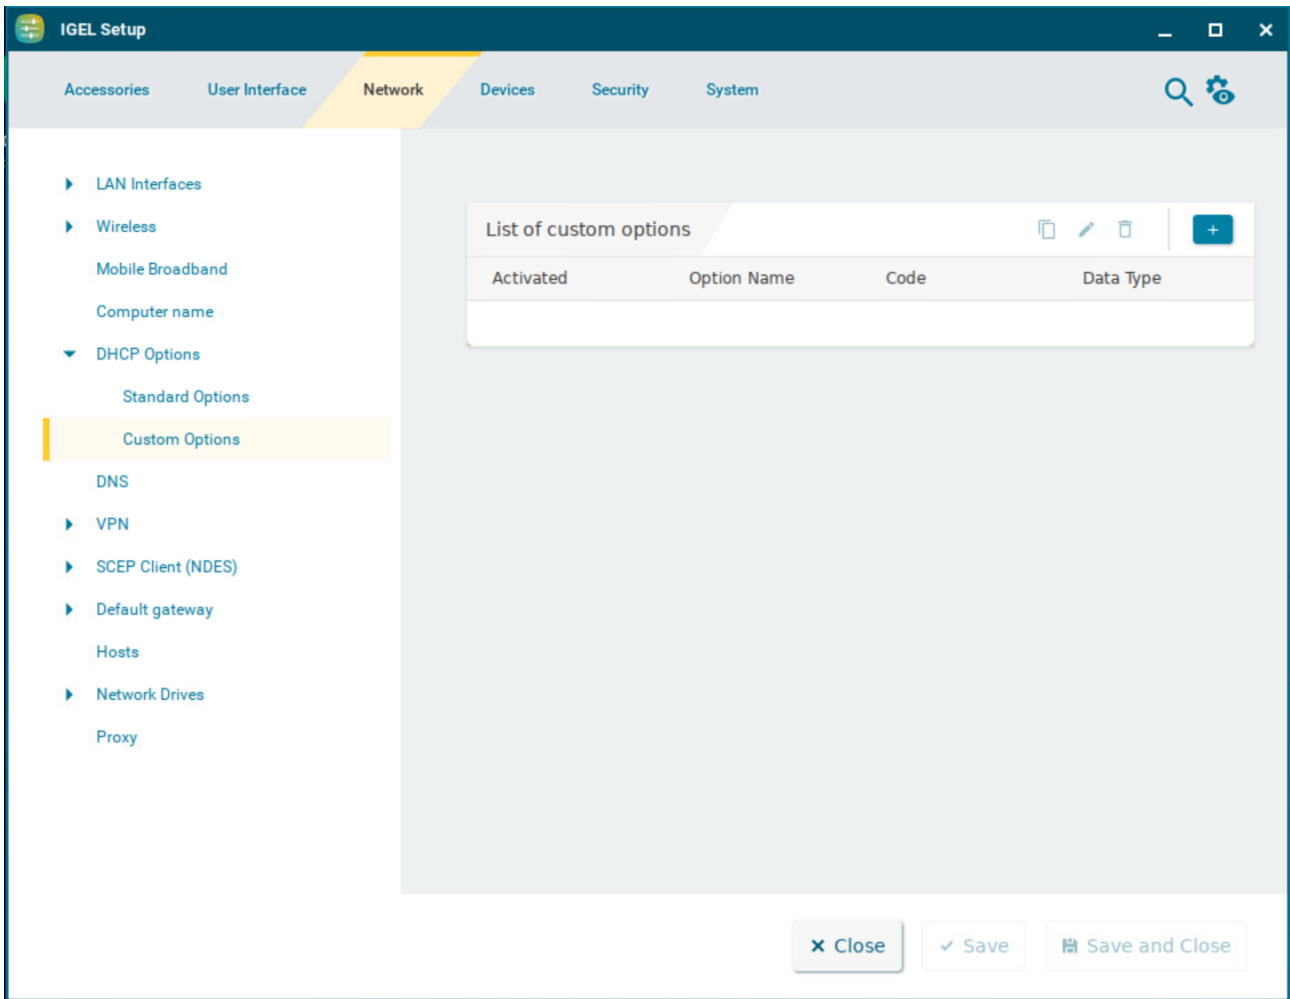 IGEL Setup
Accessories User Interface Network Devices Security System
LAN Interfaces
Wireless
Mobile Broadband
Computer name
DHCP Options
Standard Options
Custom Options
DNS
VPN
SCEP Client (NDES)
Default gateway
Hosts
Network Drives
Proxy
List of custom options
Activated Option Name Code Data Type
Close Save Save and Close